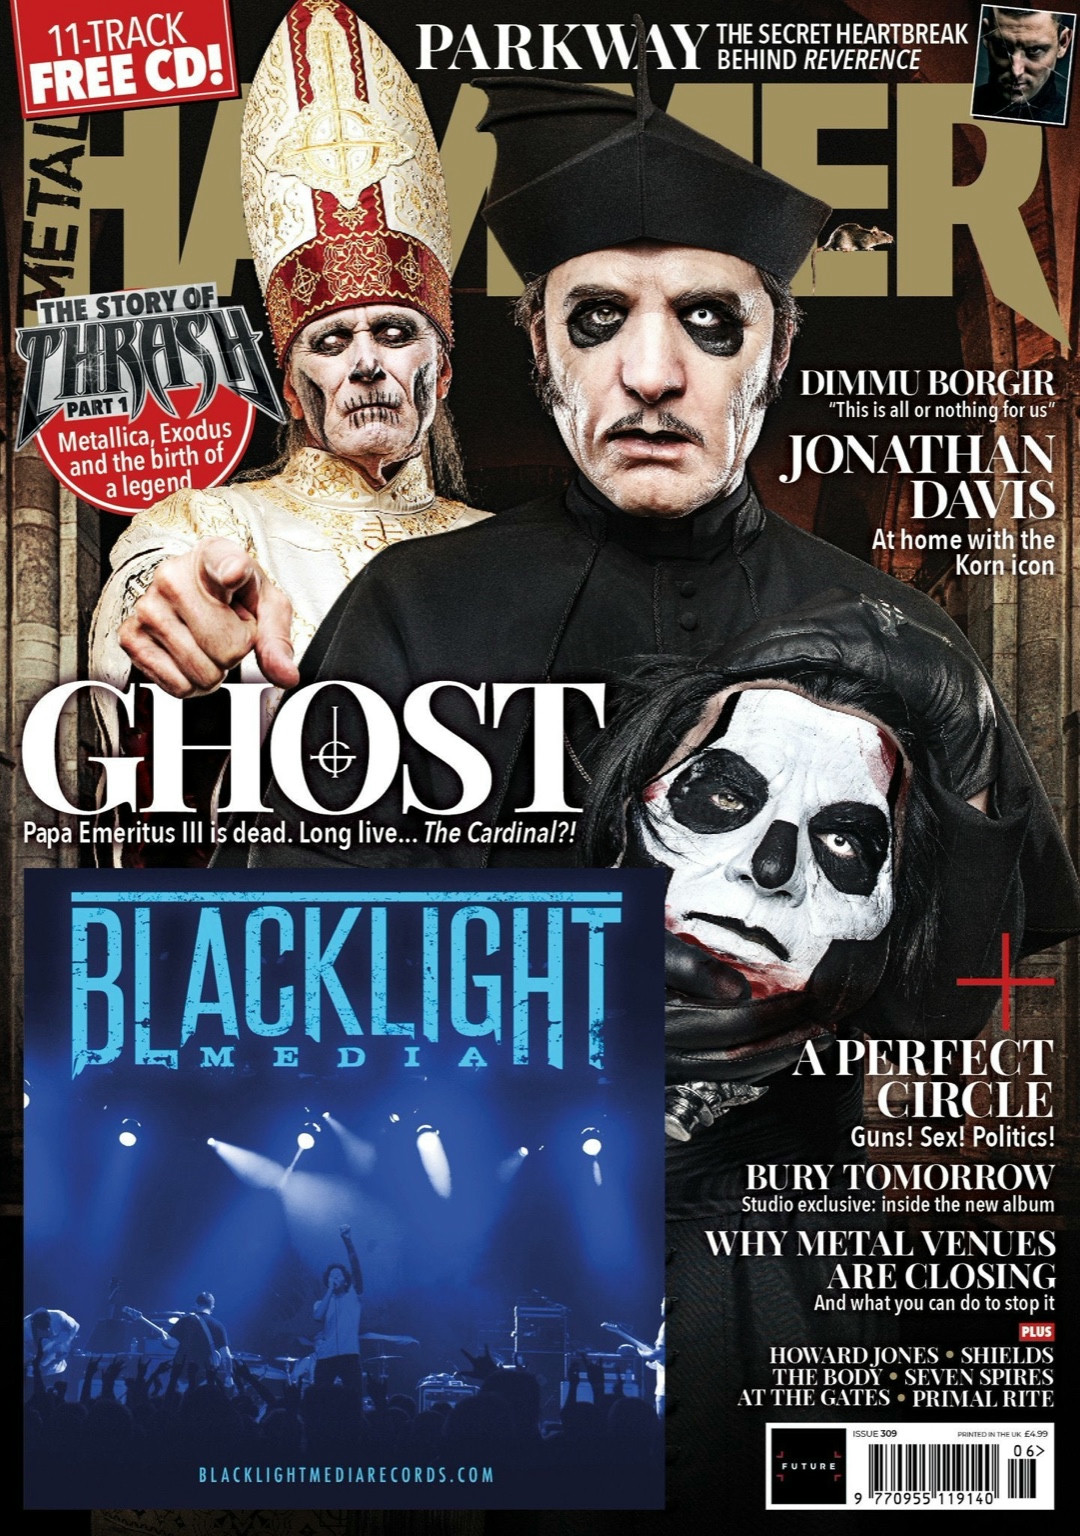 11-TRACK
FREE CD!
PARKWAY
THE SECRET HEARTBREAK
BEHIND REVERENCE
METAL
HAMMER
THE STORY OF
THRASH
PART 1
Metallica, Exodus
and the birth of
a legend
DIMMU BORGIR
“This is all or nothing for us”
JONATHAN
DAVIS
At home with the
Korn icon
GHOST
Papa Emeritus III is dead. Long live... The Cardinal?!
BLACKLIGHT
MEDIA
BLACKLIGHTMEDIARECORDS.COM
A PERFECT
CIRCLE
Guns! Sex! Politics!
BURY TOMORROW
Studio exclusive: inside the new album
WHY METAL VENUES
ARE CLOSING
And what you can do to stop it
PLUS
HOWARD JONES • SHIELDS
THE BODY • SEVEN SPIRES
AT THE GATES • PRIMAL RITE
FUTURE
ISSUE 309
PRINTED IN THE UK £4.99
06>
9 770955 119140